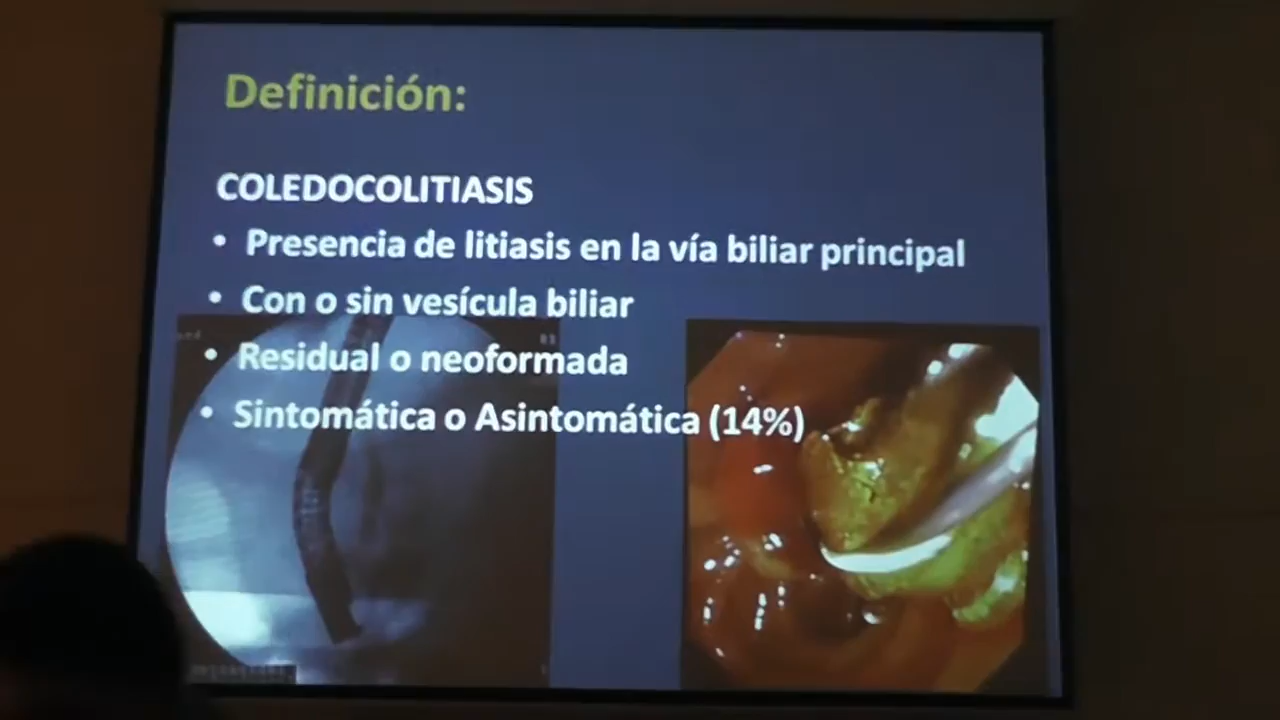 Definición:
COLEDOCOLITIASIS
• Presencia de litiasis en la vía biliar principal
• Con o sin vesícula biliar
• Residual o neoformada
• Sintomática o Asintomática (14%)